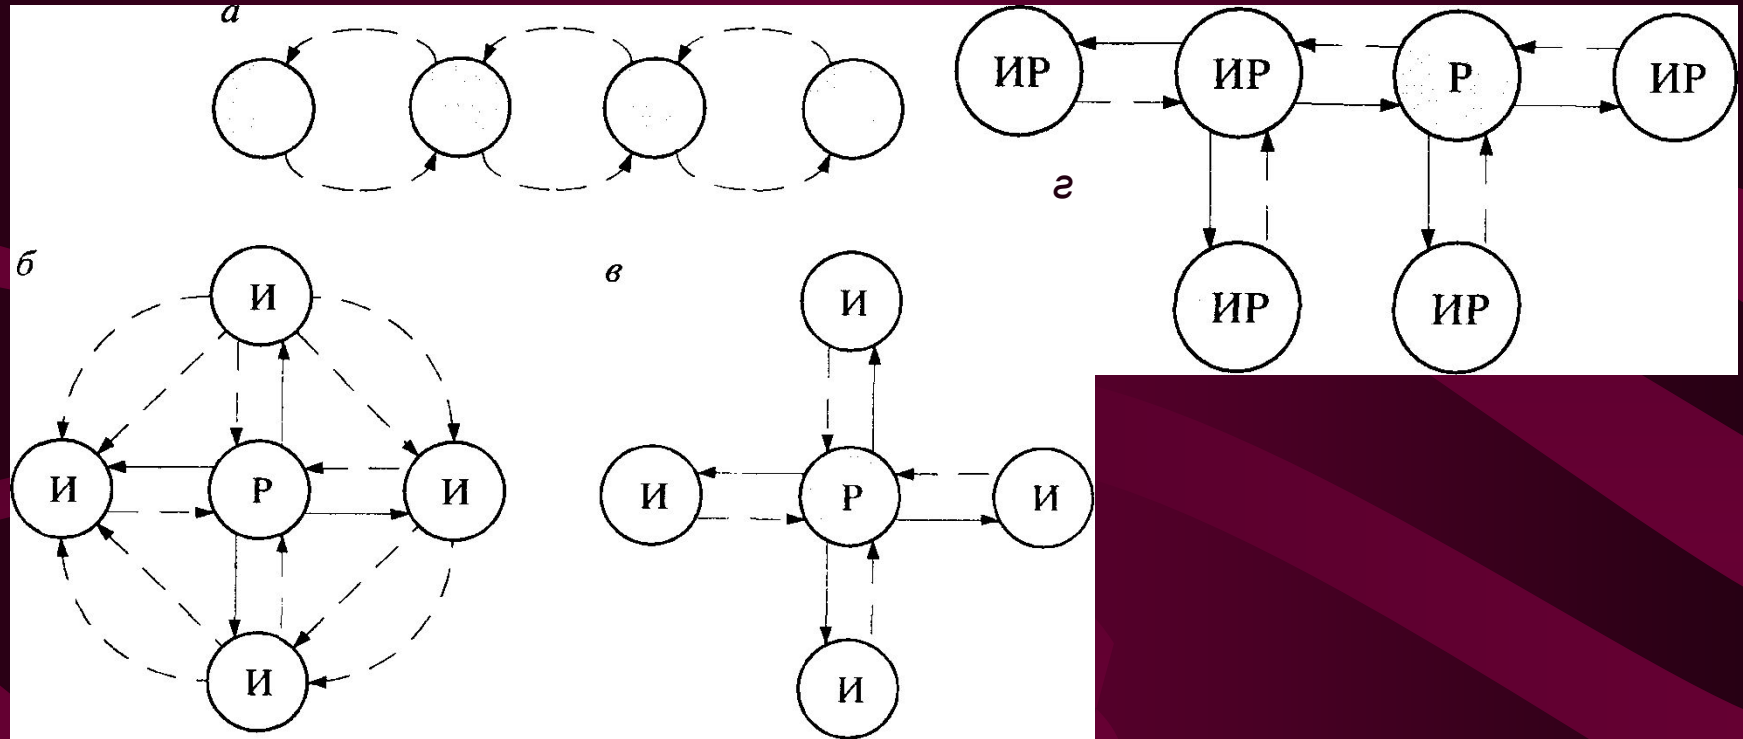 а
ИР ИР Р ИР
г
ИР ИР
б
И
И Р И
И
в
И
И Р И
И